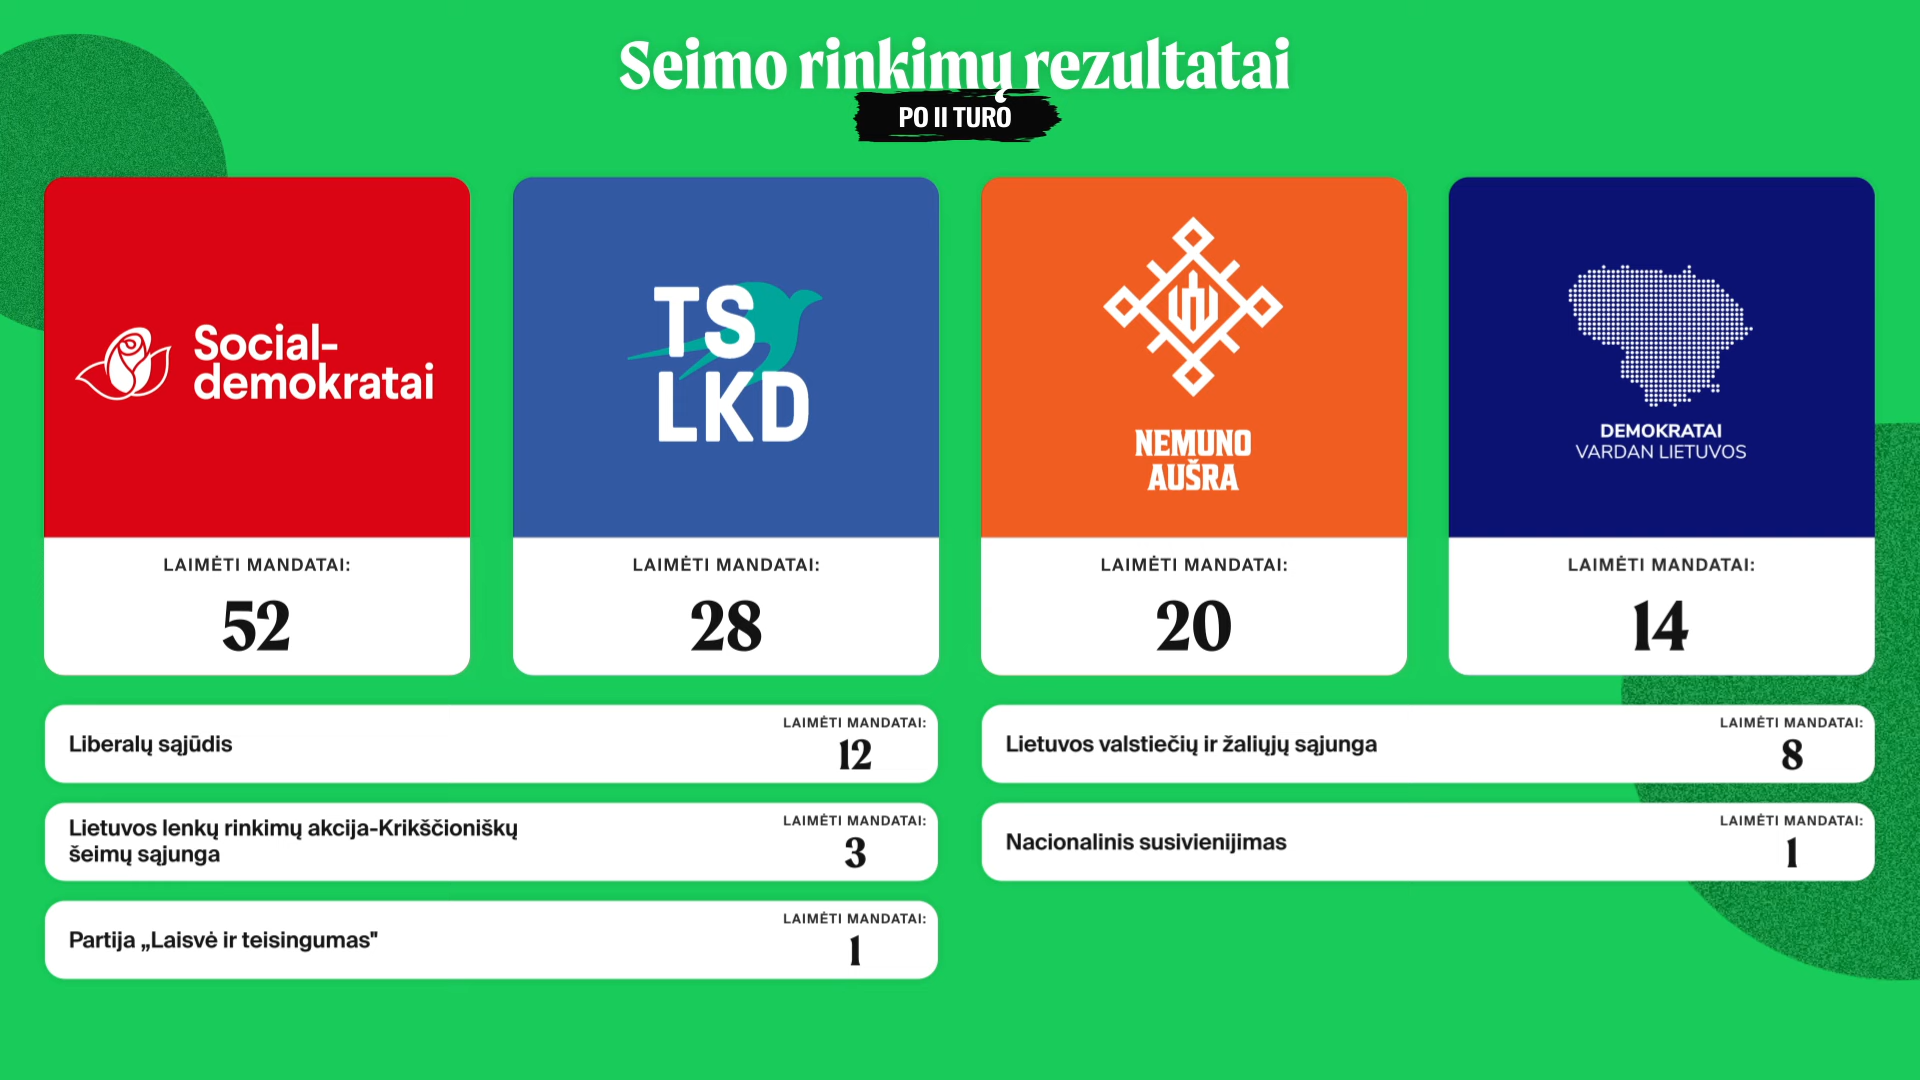 Seimo rinkimų rezultatai
PO II TURO
Social-
demokratai
LAIMĖTI MANDATAI:
52
TS
LKD
LAIMĖTI MANDATAI:
28
NEMUNO
AUŠRA
LAIMĖTI MANDATAI:
20
DEMOKRATAI
VARDAN LIETUVOS
LAIMĖTI MANDATAI:
14
Liberalų sąjūdis
LAIMĖTI MANDATAI:
12
Lietuvos valstiečių ir žaliųjų sąjunga
LAIMĖTI MANDATAI:
8
Lietuvos lenkų rinkimų akcija-Krikščioniškų
šeimų sąjunga
LAIMĖTI MANDATAI:
3
Nacionalinis susivienijimas
LAIMĖTI MANDATAI:
1
Partija „Laisvė ir teisingumas"
LAIMĖTI MANDATAI:
1